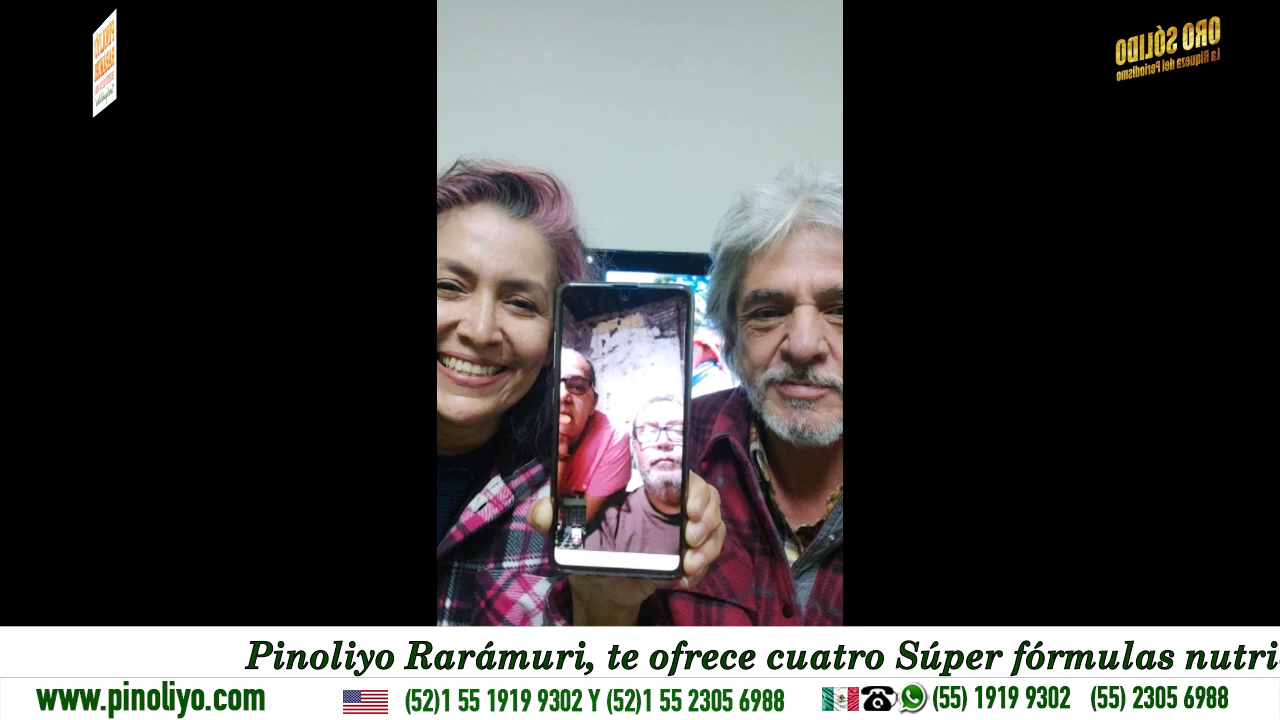 ORO SÓLIDO
La Riqueza del Periodismo
Pinoliyo Rarámuri, te ofrece cuatro Súper fórmulas nutri
www.pinoliyo.com (52)1 55 1919 9302 Y (52)1 55 2305 6988 (55) 1919 9302 (55) 2305 6988